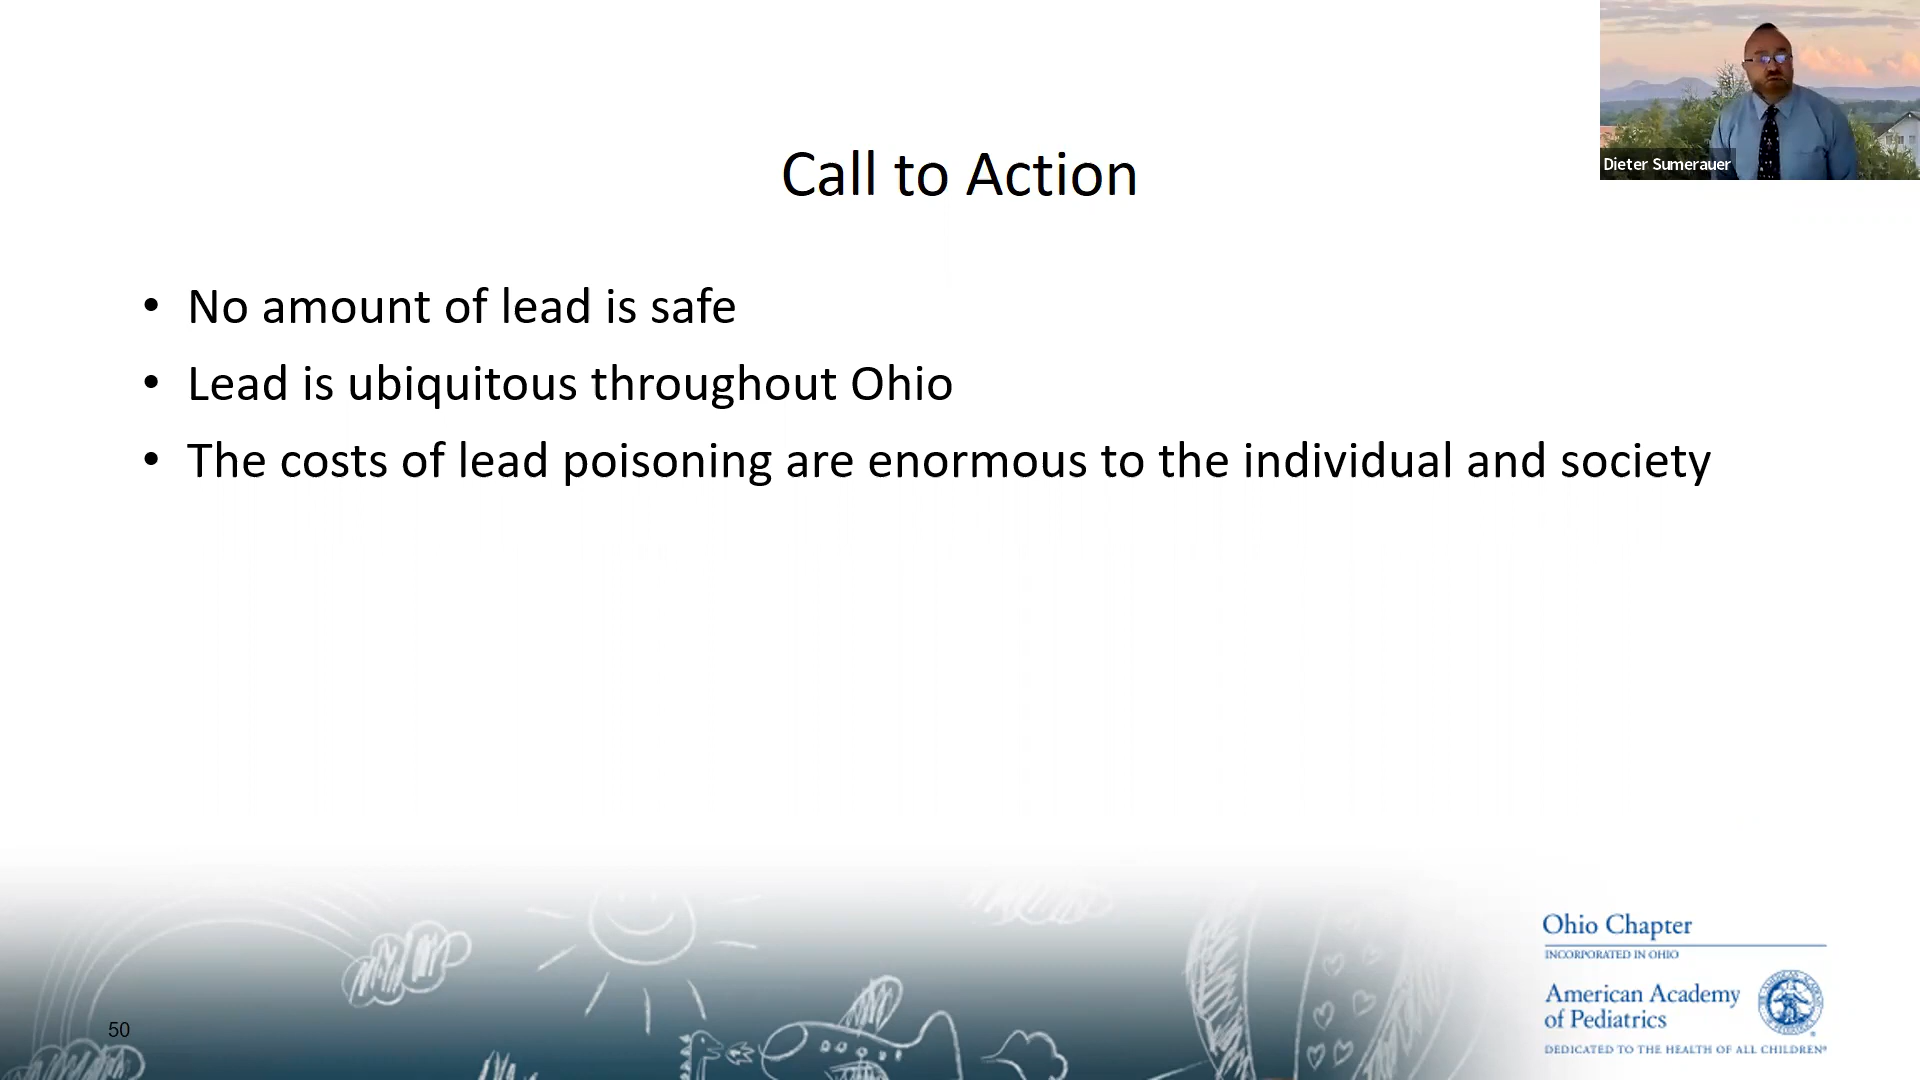 Dieter Sumerauer
Call to Action
• No amount of lead is safe
• Lead is ubiquitous throughout Ohio
• The costs of lead poisoning are enormous to the individual and society
50
Ohio Chapter
INCORPORATED IN OHIO
American Academy
of Pediatrics
DEDICATED TO THE HEALTH OF ALL CHILDREN®